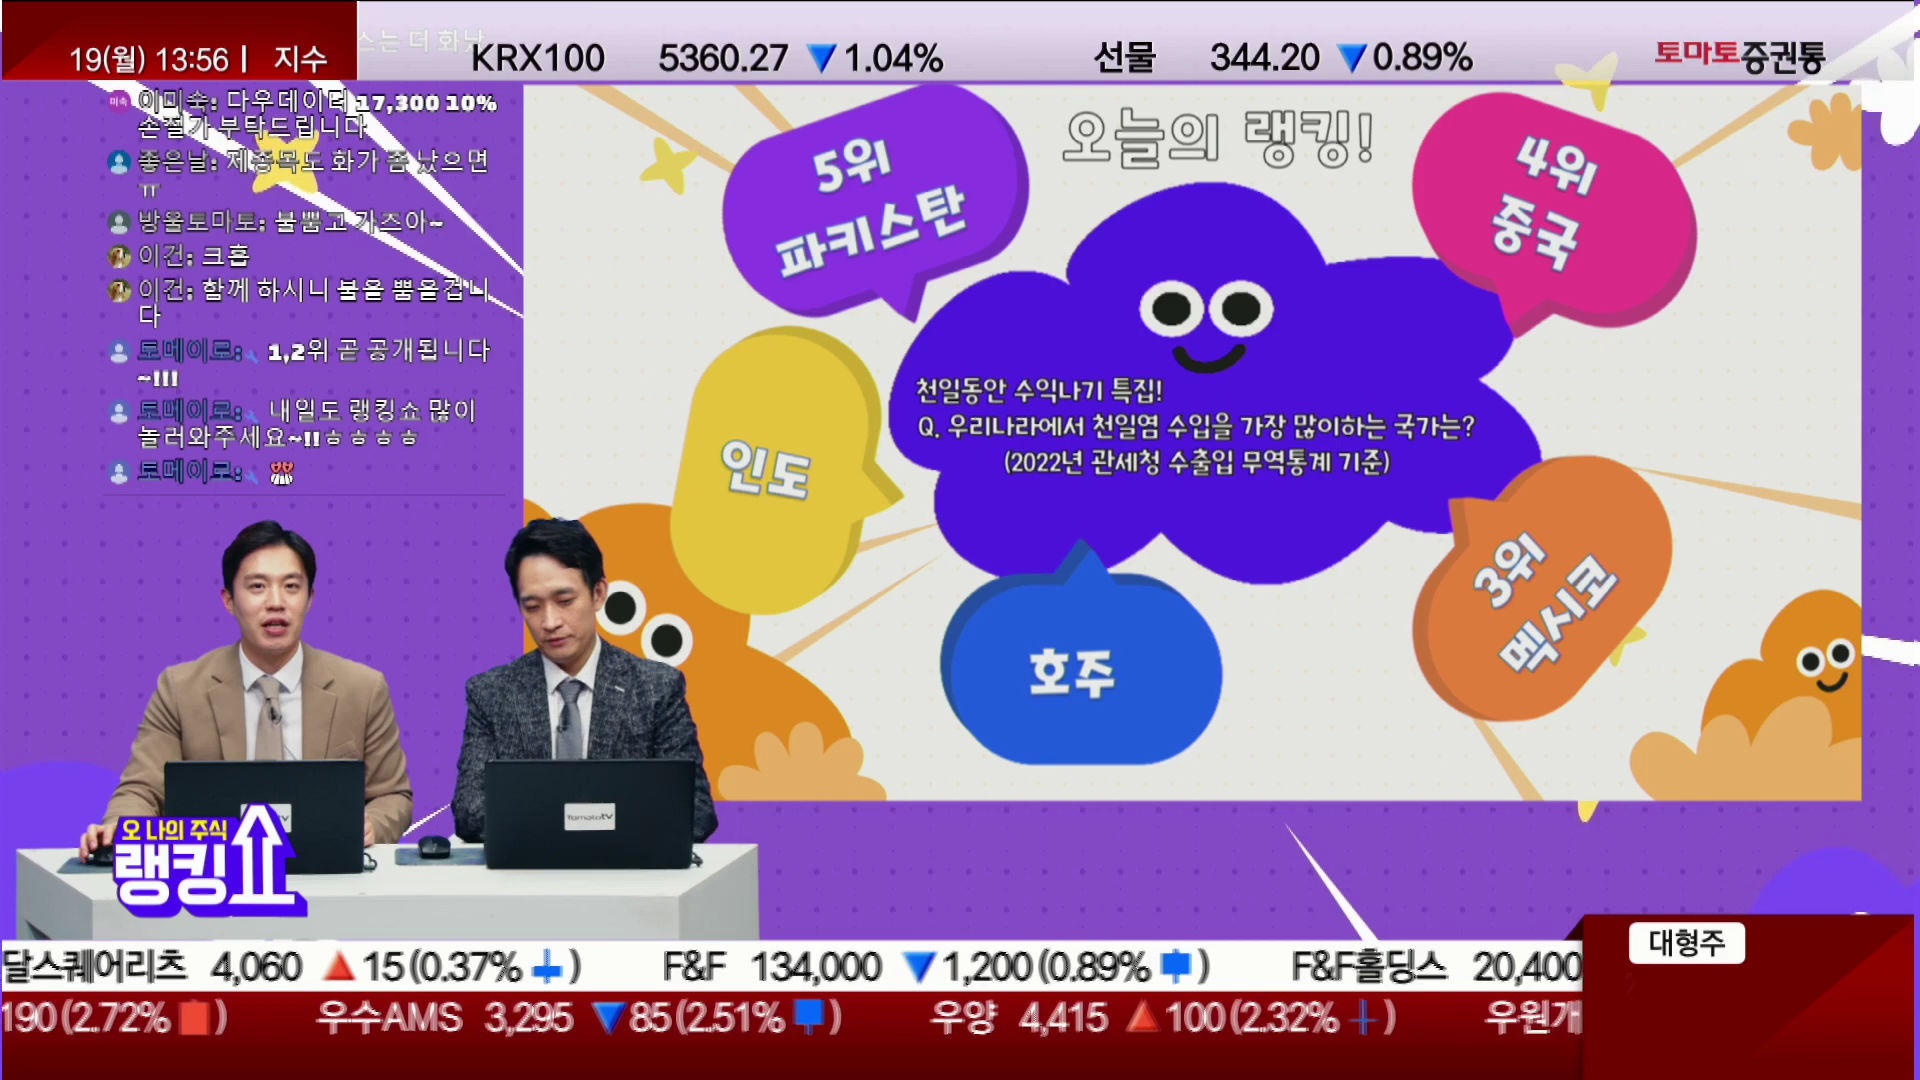 19(월) 13:56 | 지수
KRX100 5360.27 ▼ 1.04% 선물 344.20 ▼ 0.89%
토마토증권통
이미숙: 다우데이타 17,300 10%
손절가 부탁드립니다
좋은날: 제종목도 화가 좀 났으면
ㅠ
방울토마토: 불뿜고 가즈아~
이건: 크흡
이건: 함께 하시니 불을 뿜을겁니
다
토메이로: 1,2위 곧 공개됩니다
~!!!
토메이로: 내일도 랭킹쇼 많이
놀러와주세요~!!ㅎㅎㅎㅎ
토메이로:
오늘의 랭킹!
5위
파키스탄
4위
중국
천일동안 수익나기 특집!
Q. 우리나라에서 천일염 수입을 가장 많이하는 국가는?
(2022년 관세청 수출입 무역통계 기준)
인도
호주
3위
멕시코
TomatoTV
오 나의 주식
랭킹쇼
달스퀘어리츠 4,060 ▲ 15(0.37% ) F&F 134,000 ▼ 1,200(0.89% ) F&F홀딩스 20,400
대형주
190(2.72% ) 우수AMS 3,295 ▼ 85(2.51% ) 우양 4,415 ▲ 100(2.32% ) 우원개